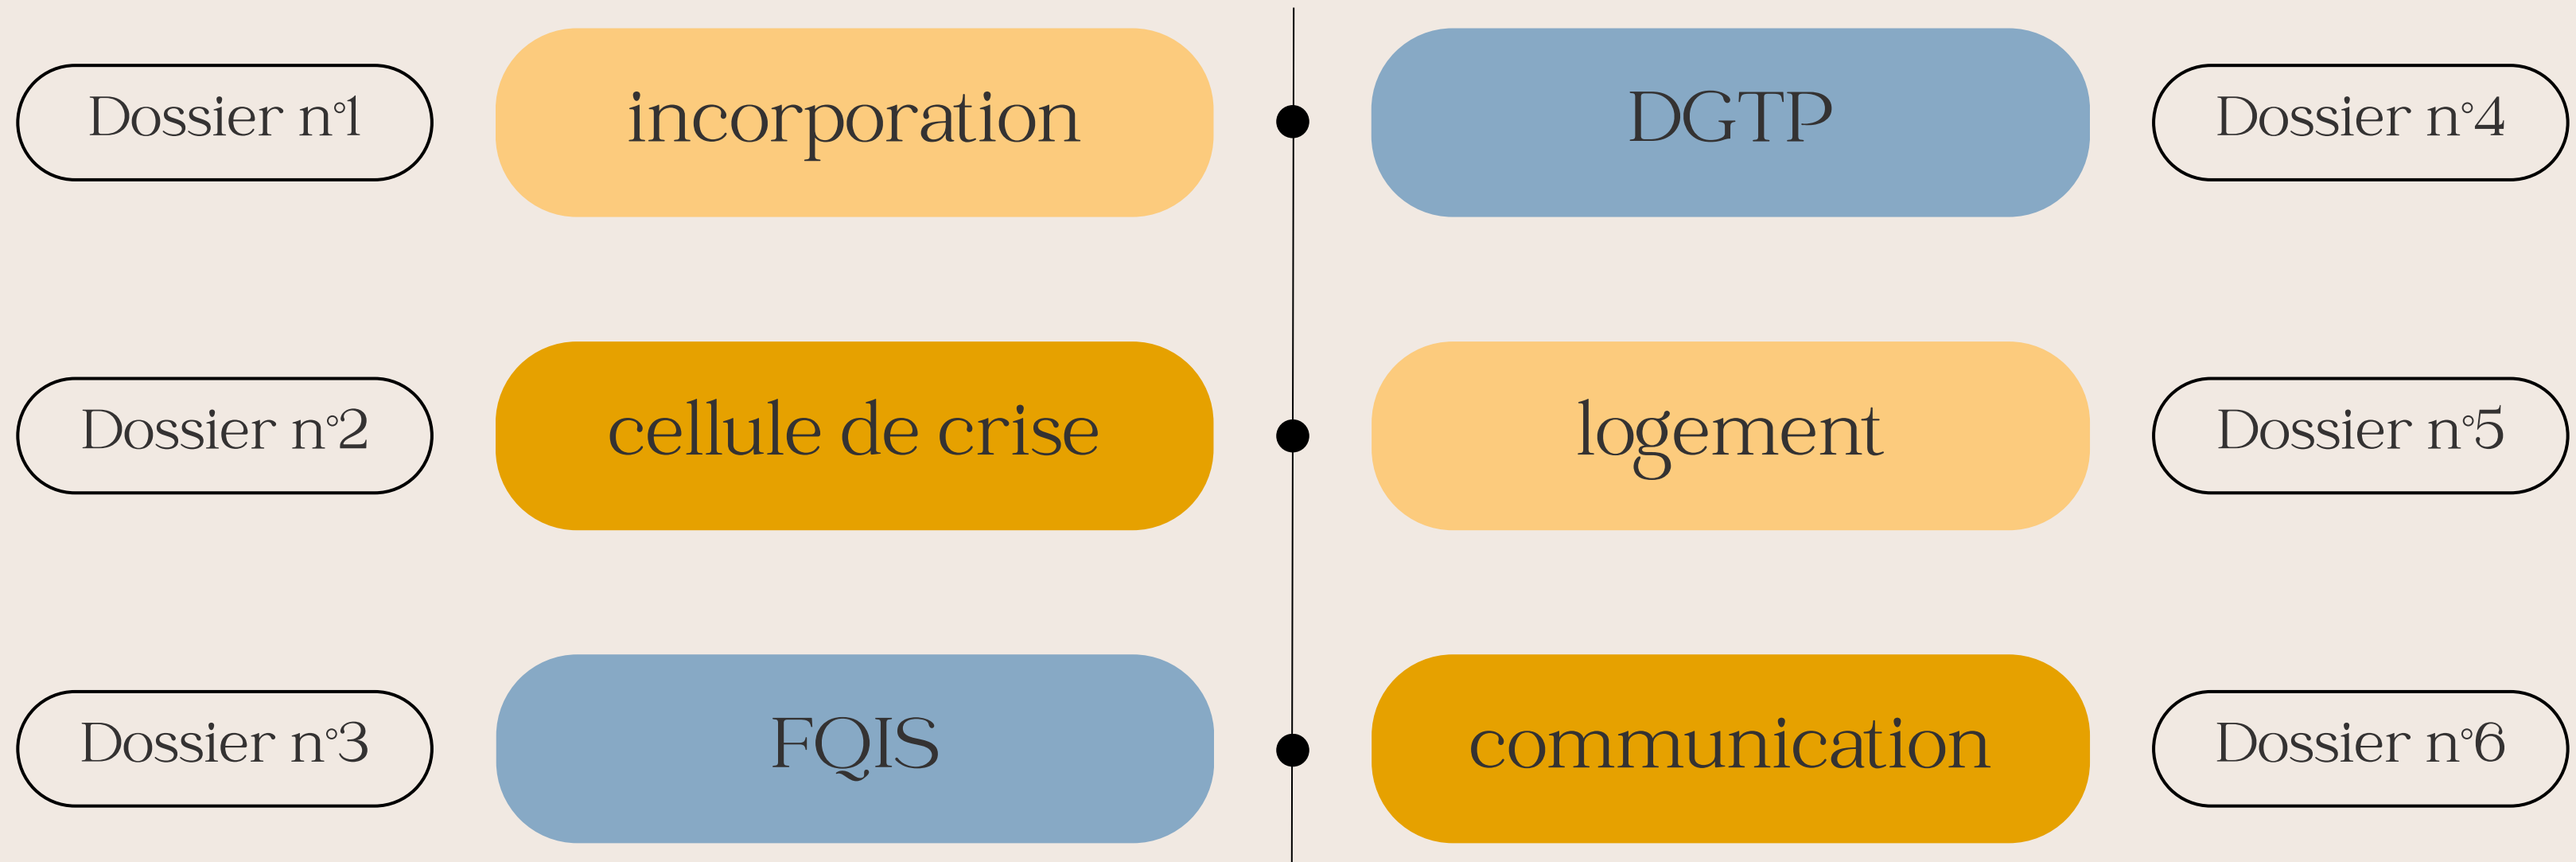 Dossier n°1
incorporation
DGTP
Dossier n°4
Dossier n°2
cellule de crise
logement
Dossier n°5
Dossier n°3
FQIS
communication
Dossier n°6